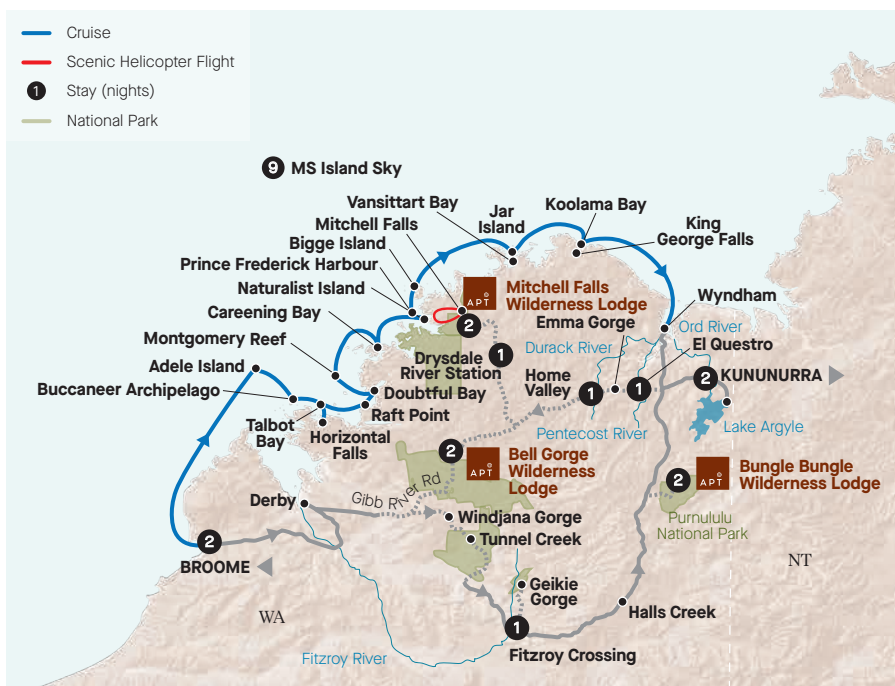 Cruise
Scenic Helicopter Flight
1 Stay (nights)
National Park
9 MS Island Sky
Vansittart Bay
Mitchell Falls
Bigge Island
Prince Frederick Harbour
Naturalist Island
Careening Bay
Montgomery Reef
Adele Island
Buccaneer Archipelago
Talbot
Bay
Horizontal
Falls
Raft Point
Doubtful Bay
Jar
Island
Koolama Bay
King
George Falls
Wyndham
APT
Mitchell Falls
Wilderness Lodge
2
Emma Gorge
Ord River
El Questro
Durack River
Drysdale
River Station
1
Home
Valley
1
1
2
KUNUNURRA
Lake Argyle
Pentecost River
2
APT
Bell Gorge
Wilderness
Lodge
2
APT
Bungle Bungle
Wilderness Lodge
Purnululu
National Park
Derby
Gibb River Rd
Windjana Gorge
Tunnel Creek
2
BROOME
Geikie
Gorge
Halls Creek
NT
WA
1
Fitzroy Crossing
Fitzroy River